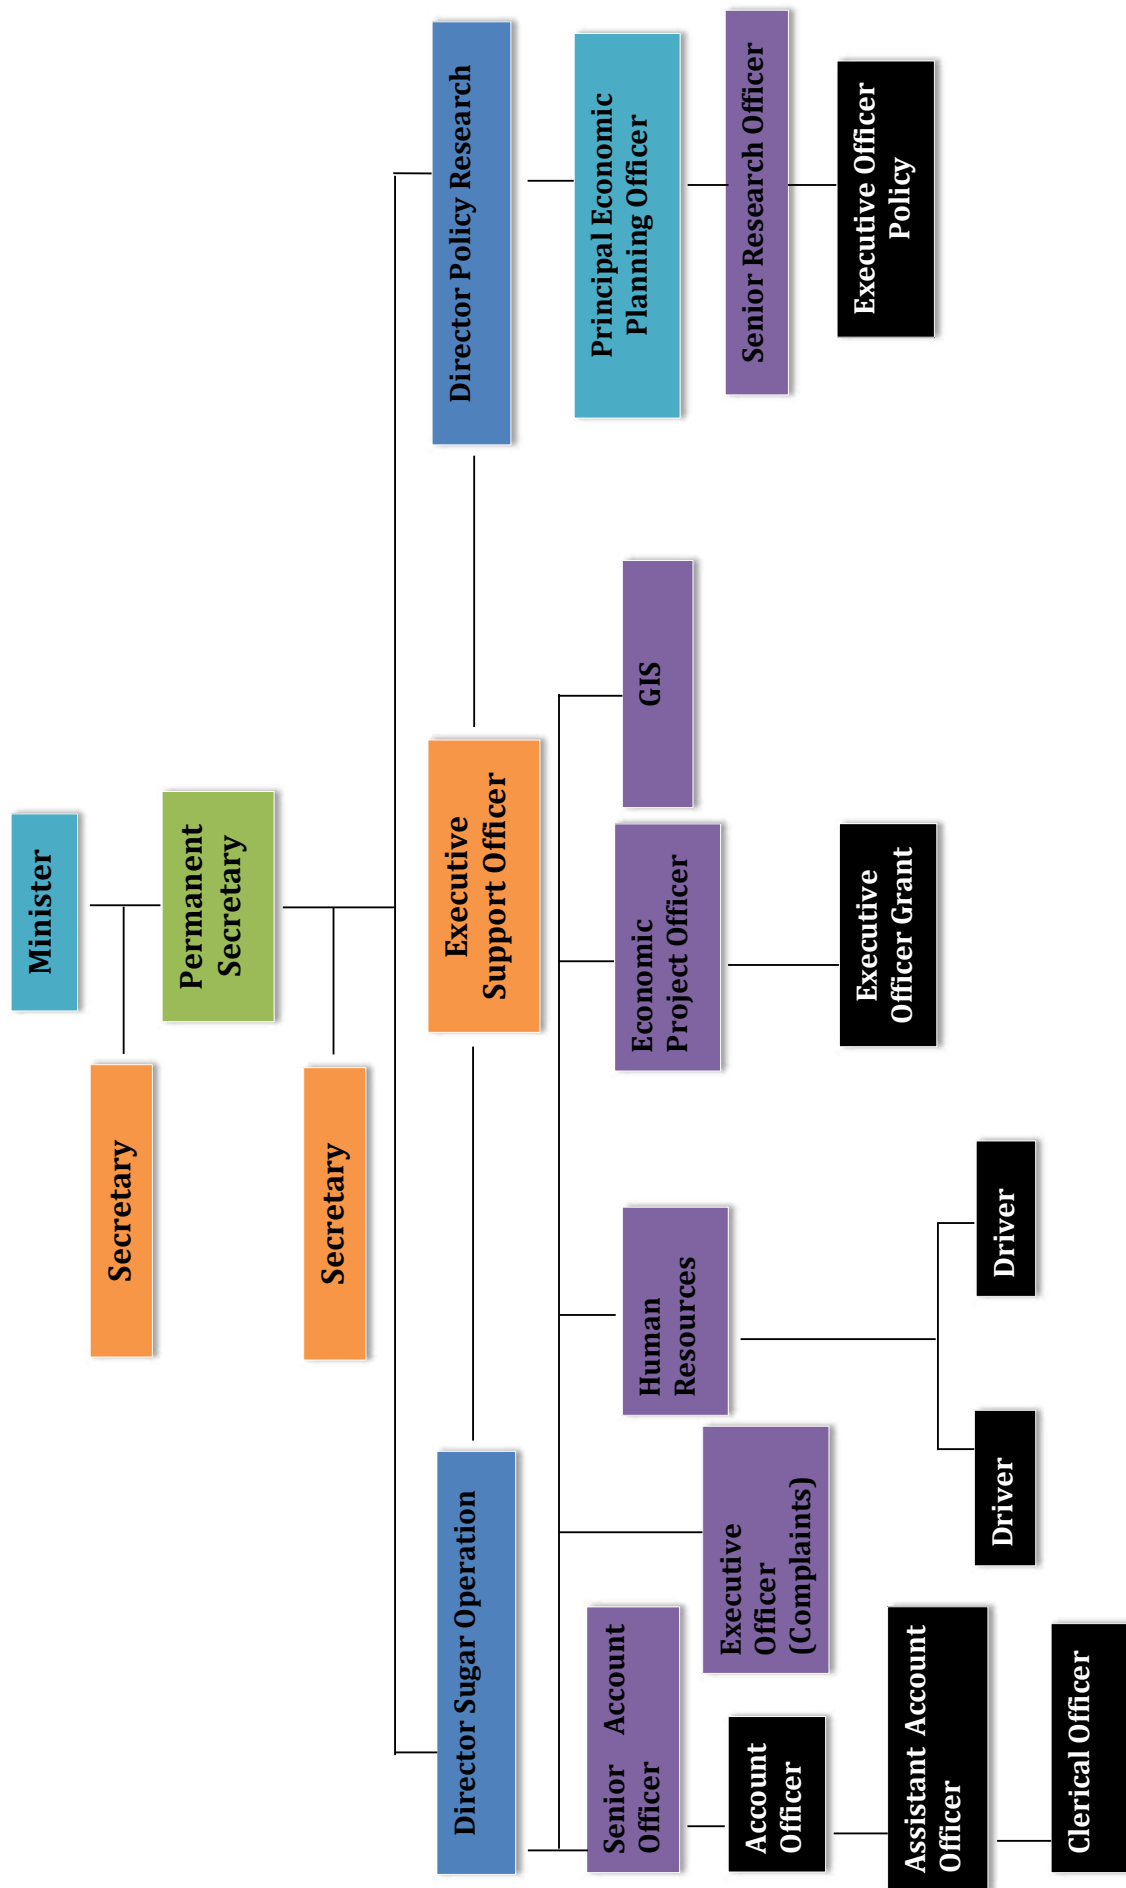 Minister
Secretary
Permanent
Secretary
Secretary
Director Sugar Operation
Executive
Support Officer
Director Policy Research
Senior Account
Officer
Executive
Officer
(Complaints)
Human
Resources
Economic
Project Officer
GIS
Principal Economic
Planning Officer
Account
Officer
Executive
Officer Grant
Senior Research Officer
Assistant Account
Officer
Driver
Driver
Executive Officer
Policy
Clerical Officer